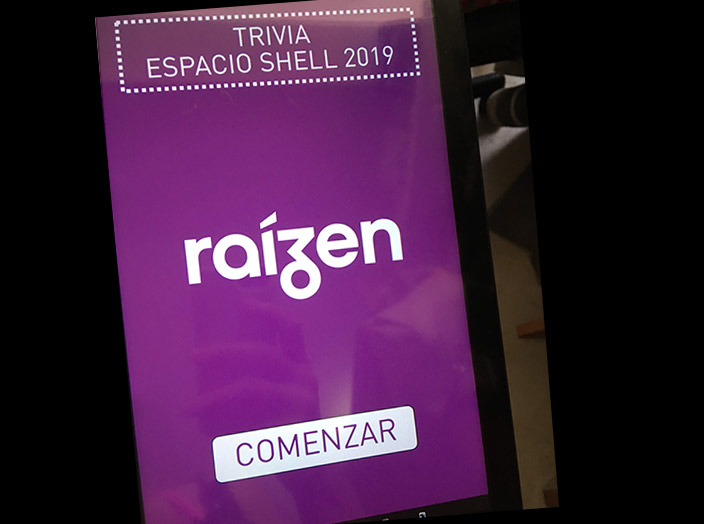 TRIVIA
ESPACIO SHELL 2019
raízen
COMENZAR